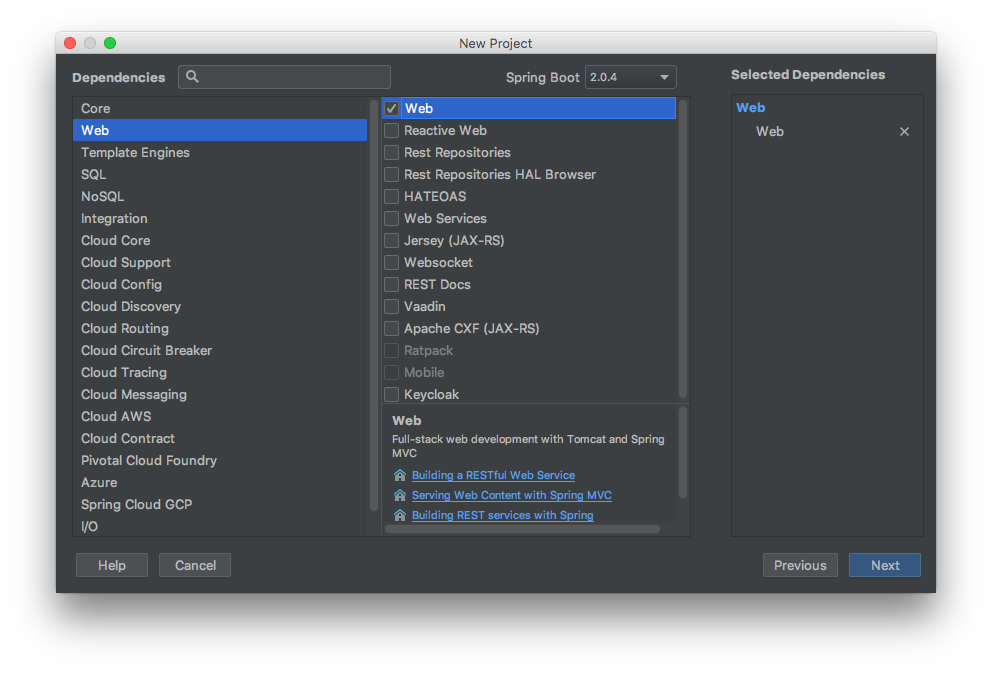 New Project
Dependencies
Spring Boot 2.0.4
Selected Dependencies
Core
Web
Template Engines
SQL
NoSQL
Integration
Cloud Core
Cloud Support
Cloud Config
Cloud Discovery
Cloud Routing
Cloud Circuit Breaker
Cloud Tracing
Cloud Messaging
Cloud AWS
Cloud Contract
Pivotal Cloud Foundry
Azure
Spring Cloud GCP
I/O
Web
Reactive Web
Rest Repositories
Rest Repositories HAL Browser
HATEOAS
Web Services
Jersey (JAX-RS)
Websocket
REST Docs
Vaadin
Apache CXF (JAX-RS)
Ratpack
Mobile
Keycloak
Web
Full-stack web development with Tomcat and Spring
MVC
Building a RESTful Web Service
Serving Web Content with Spring MVC
Building REST services with Spring
Web
Web
Help
Cancel
Previous
Next